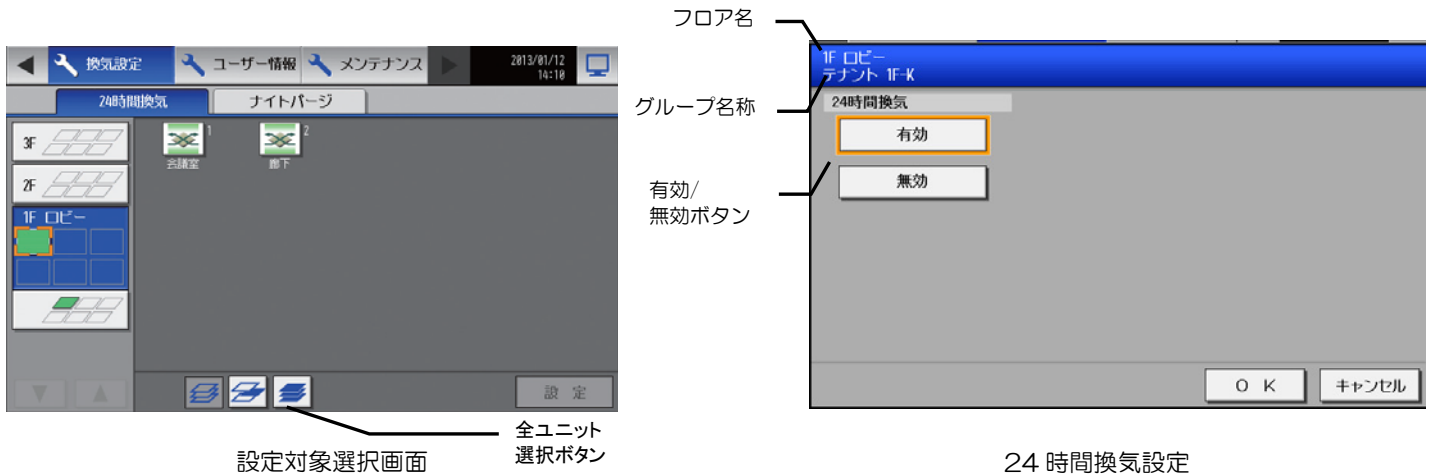 換気設定
ユーザー情報
メンテナンス
2013/01/12
14:10
24時間換気
ナイトパージ
3F
2F
1F ロビー
1
会議室
2
廊下
設 定
全ユニット
選択ボタン
設定対象選択画面
フロア名
グループ名称
有効/
無効ボタン
1F ロビー
テナント 1F-K
24時間換気
有効
無効
O K
キャンセル
24 時間換気設定